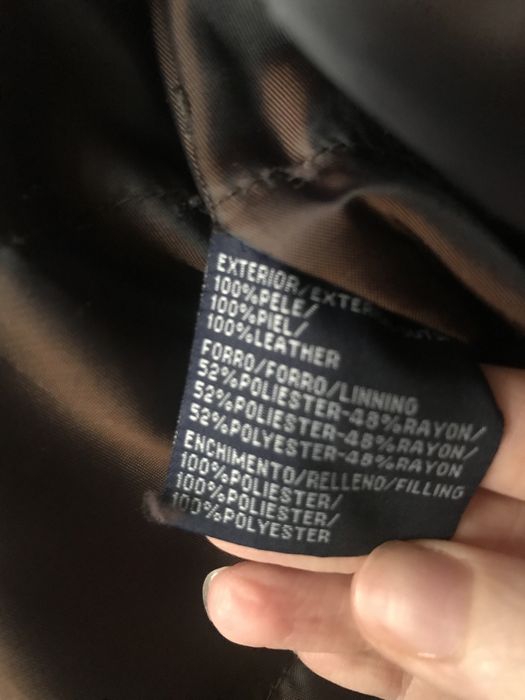 EXTERIOR/EXTER
100%PELE/
100%PIEL/
100%LEATHER
FORRO/FORRO/LINNING
52%POLIESTER-48%RAYON/
52%POLIESTER-48%RAYON/
52%POLYESTER-48%RAYON
ENCHIMENTO/RELLENO/FILLING
100%POLIESTER/
100%POLIESTER/
100%POLYESTER